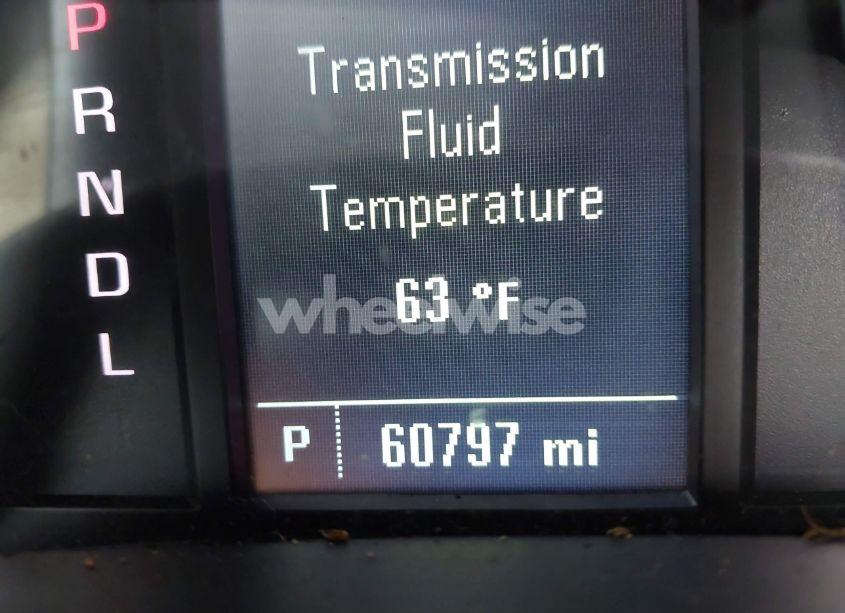 P
R
N
D
L
Transmission
Fluid
Temperature
63 °F
wheelwise
P 60797 mi